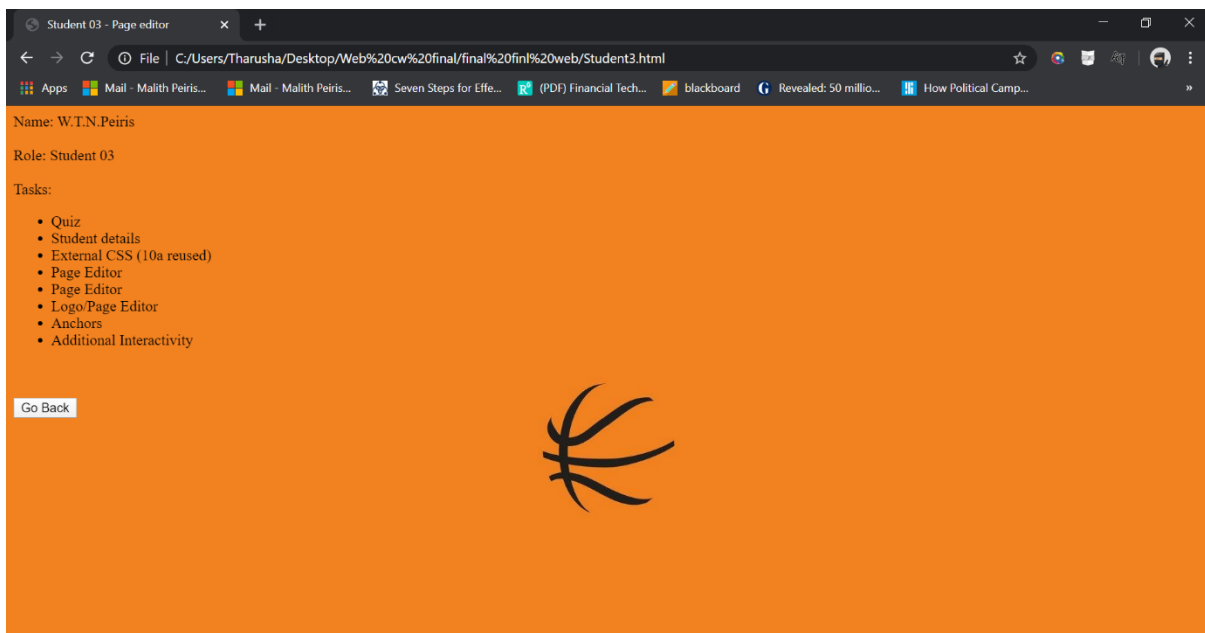 Student 03 - Page editor
File | C:/Users/Tharusha/Desktop/Web%20cw%20final/final%20finl%20web/Student3.html
Apps Mail - Malith Peiris... Mail - Malith Peiris... Seven Steps for Effe... (PDF) Financial Tech... blackboard Revealed: 50 millio... How Political Camp...
Name: W.T.N.Peiris
Role: Student 03
Tasks:
• Quiz
• Student details
• External CSS (10a reused)
• Page Editor
• Page Editor
• Logo/Page Editor
• Anchors
• Additional Interactivity
Go Back